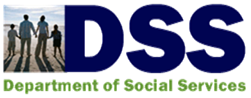 DSS
Department of Social Services